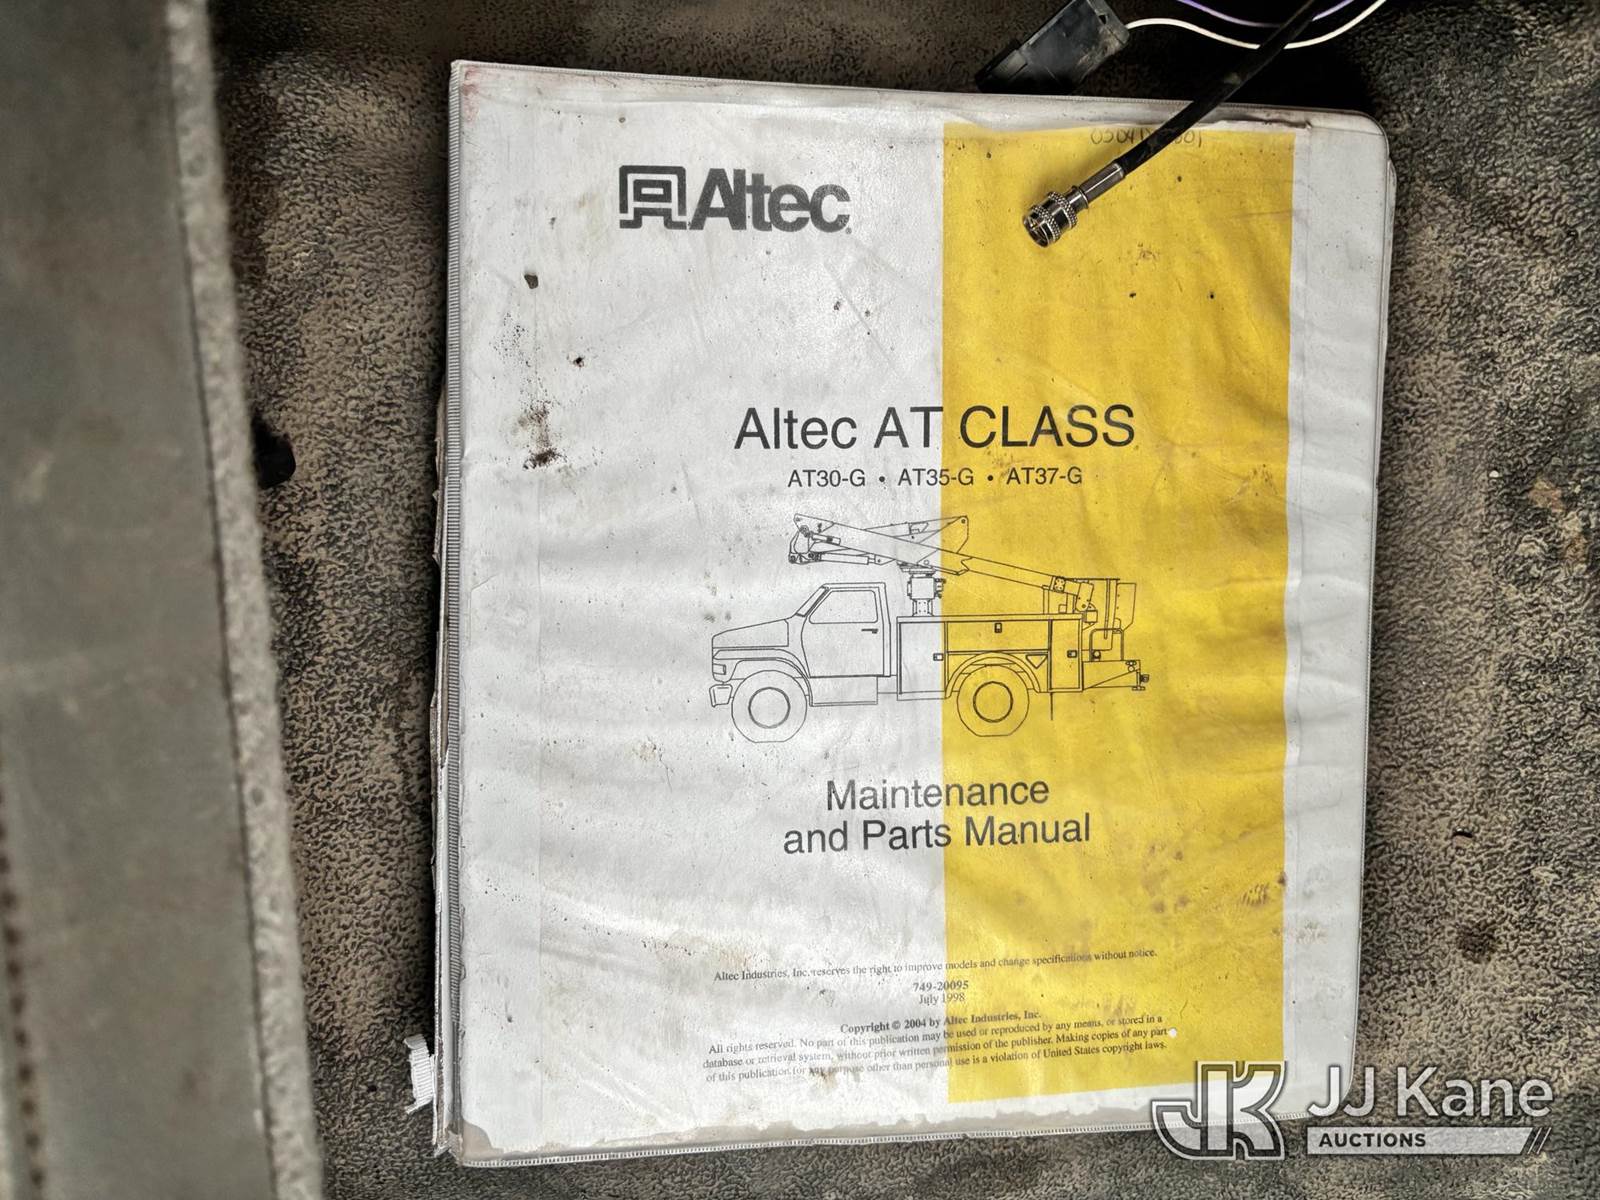 Altec
Altec AT CLASS
AT30-G • AT35-G • AT37-G
Maintenance
and Parts Manual
Altec Industries, Inc. reserves the right to improve models and change specifications without notice.
749-20095
July 1998
Copyright © 2004 by Altec Industries, Inc.
All rights reserved. No part of this publication may be used or reproduced by any means, or stored in a
database or retrieval system, without prior written permission of the publisher. Making copies of any part
of this publication for any purpose other than personal use is a violation of United States copyright laws.
JK JJ Kane
AUCTIONS